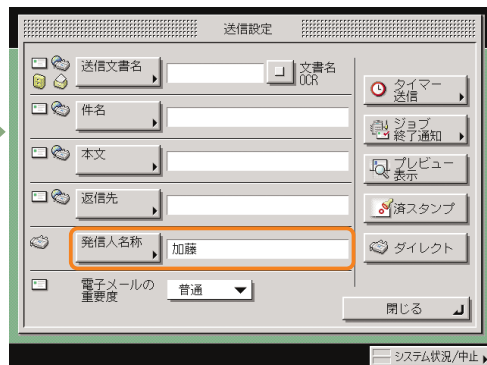 送信設定
送信文書名
文書名
OCR
件名
本文
返信先
発信人名称
加藤
電子メールの
重要度
普通
タイマー
送信
ジョブ
終了通知
プレビュー
表示
済スタンプ
ダイレクト
閉じる
システム状況/中止